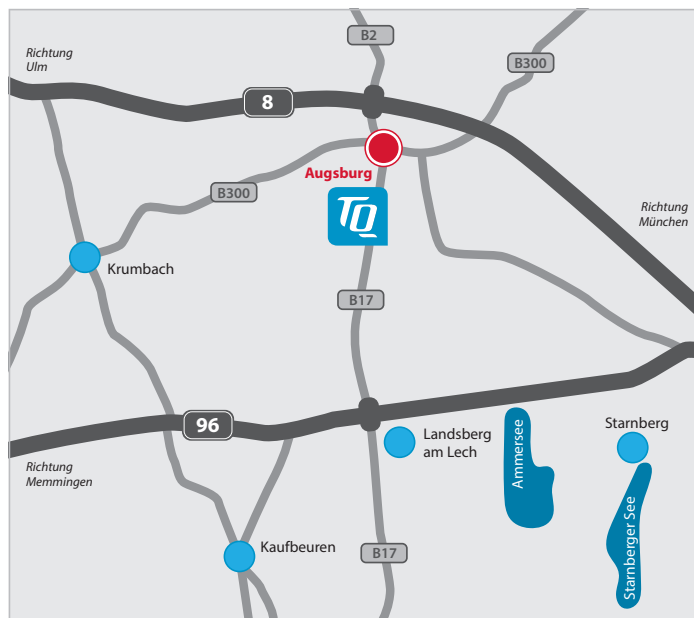 B2
Richtung
Ulm
B300
8
Augsburg
B300
TQ
Richtung
München
Krumbach
B17
96
Landsberg
am Lech
Ammersee
Starnberg
Richtung
Memmingen
Starnberger See
Kaufbeuren
B17